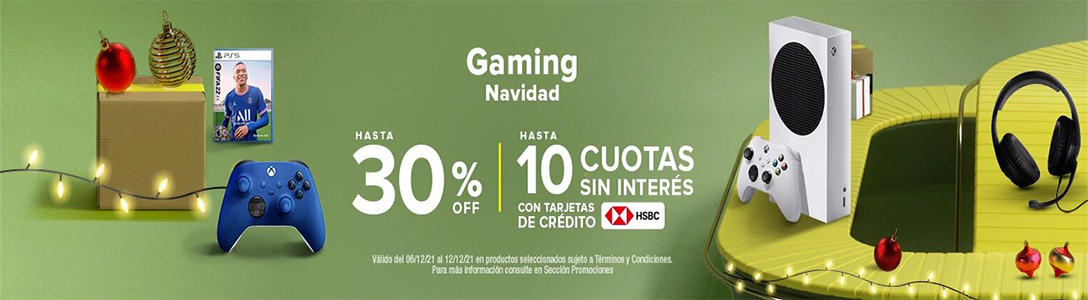 Gaming
Navidad
HASTA
30%
OFF
HASTA
10 CUOTAS
SIN INTERÉS
CON TARJETAS
DE CRÉDITO HSBC
Válido del 06/12/21 al 12/12/21 en productos seleccionados sujeto a Términos y Condiciones.
Para más información consulte en Sección Promociones
PS5
FIFA 22
All